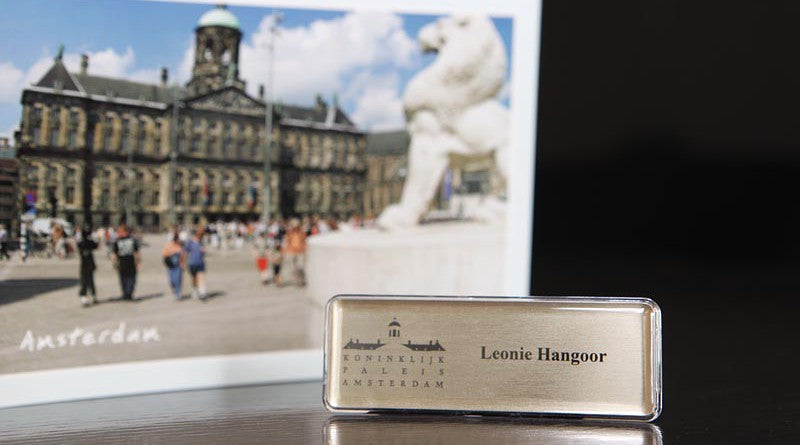 Amsterdam
KONINKLIJK
PALEIS
AMSTERDAM
Leonie Hangoor